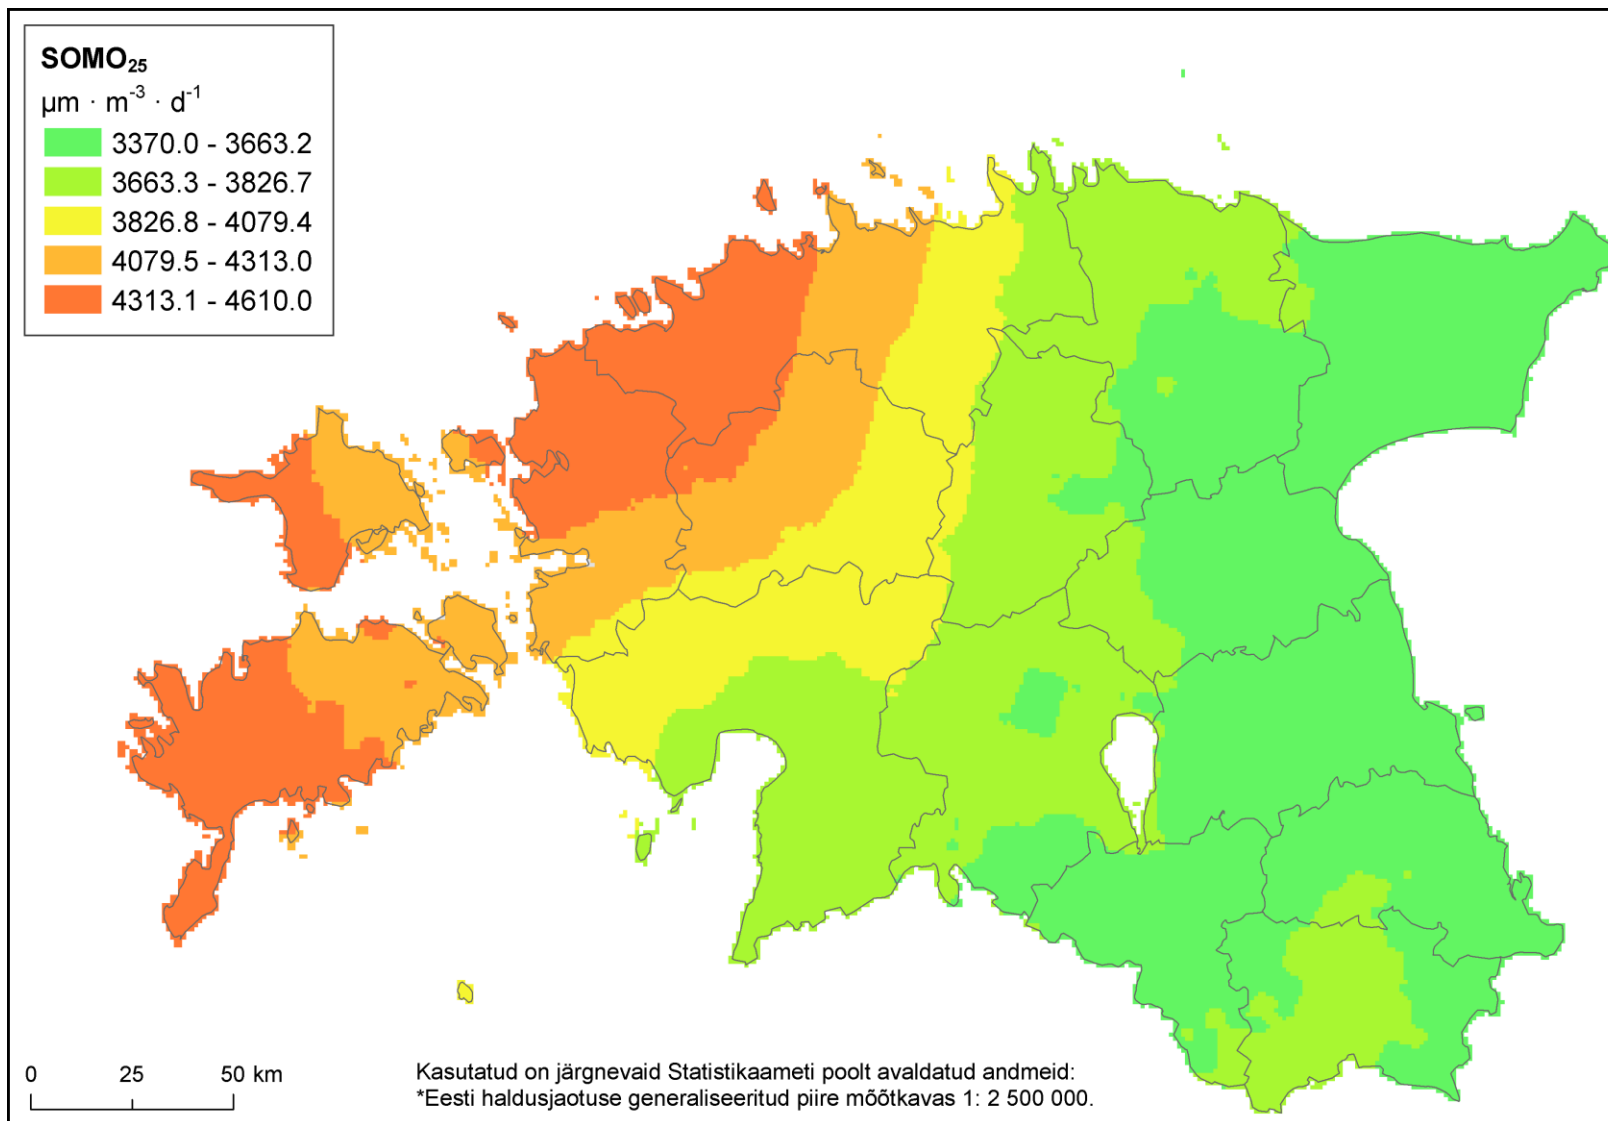 SOMO₂₅
µm · m⁻³ · d⁻¹
3370.0 - 3663.2
3663.3 - 3826.7
3826.8 - 4079.4
4079.5 - 4313.0
4313.1 - 4610.0
0 25 50 km
Kasutatud on järgnevaid Statistikaameti poolt avaldatud andmeid:
*Eesti haldusjaotuse generaliseeritud piire mõõtkavas 1: 2 500 000.